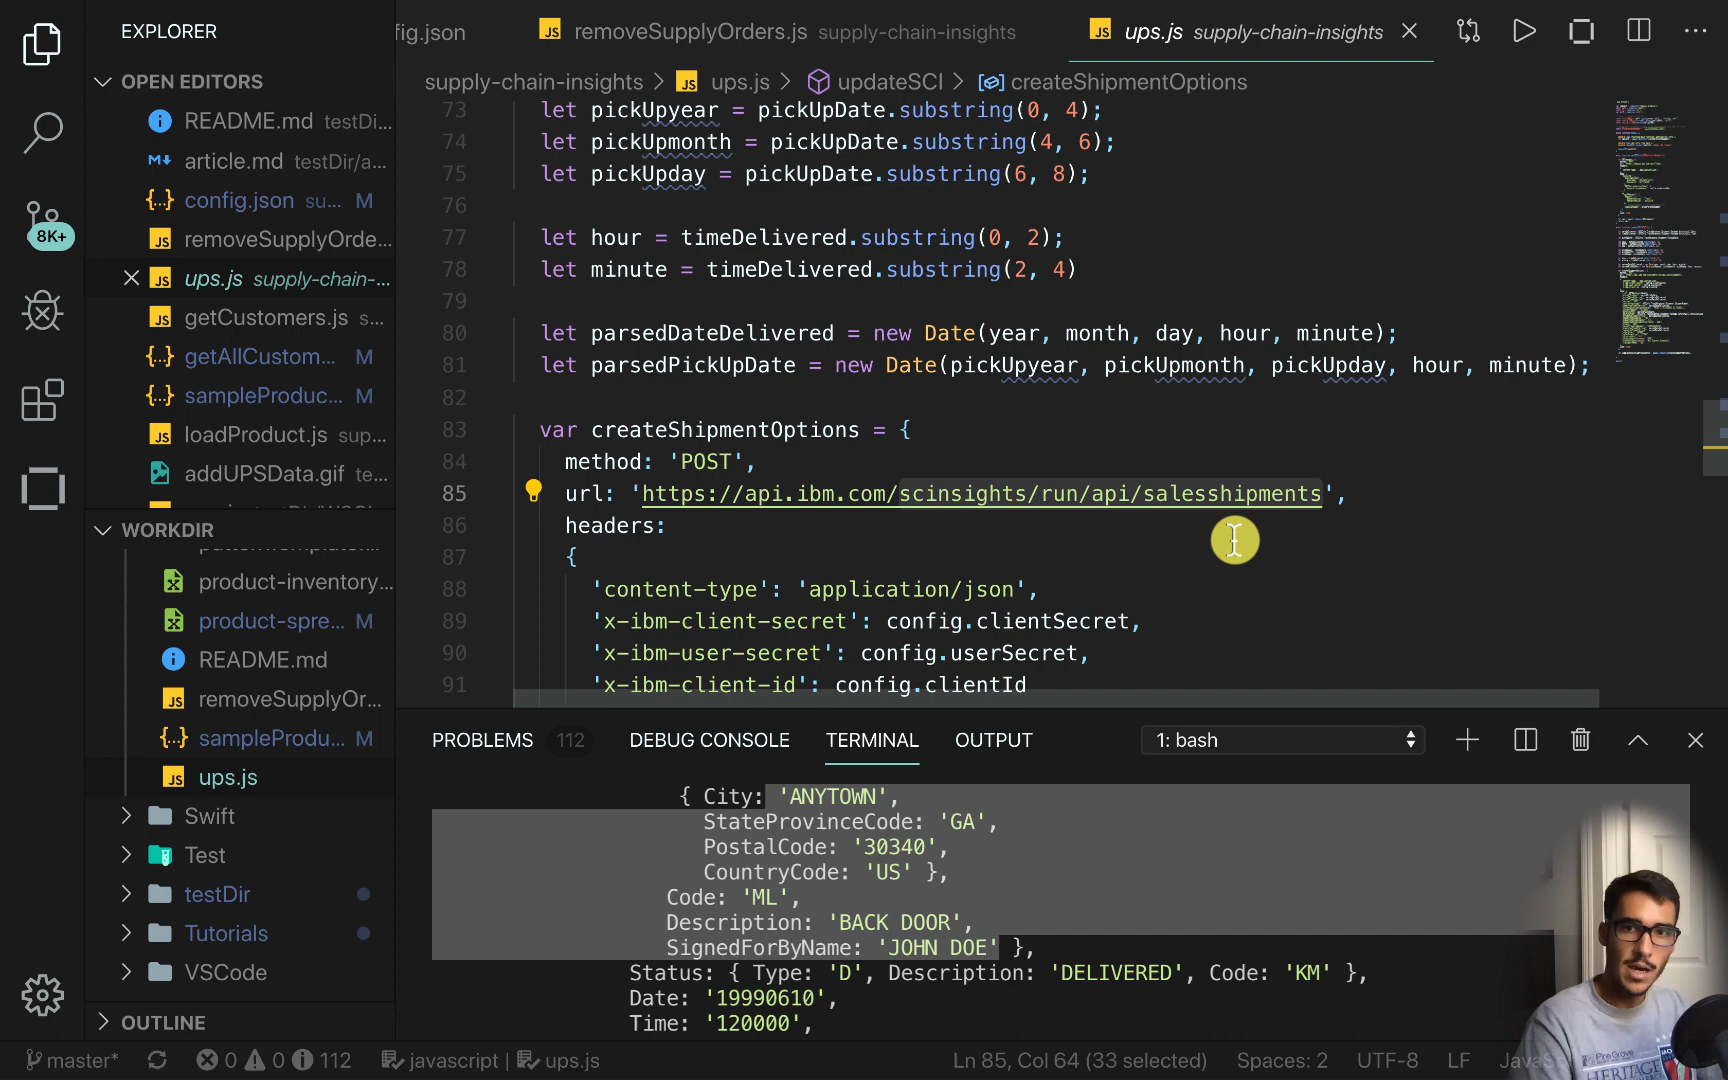 EXPLORER
OPEN EDITORS
README.md testDi...
article.md testDir/a...
config.json su... M
removeSupplyOrde...
ups.js supply-chain-...
getCustomers.js s...
getAllCustom... M
sampleProduc... M
loadProduct.js sup...
addUPSData.gif te...
WORKDIR
product-inventory...
product-spre... M
README.md
removeSupplyOr...
sampleProdu... M
ups.js
Swift
Test
testDir
Tutorials
VSCode
OUTLINE
8K+
fig.json
removeSupplyOrders.js supply-chain-insights
ups.js supply-chain-insights
supply-chain-insights > ups.js > updateSCI > createShipmentOptions
73 let pickUpyear = pickUpDate.substring(0, 4);
74 let pickUpmonth = pickUpDate.substring(4, 6);
75 let pickUpday = pickUpDate.substring(6, 8);
76
77 let hour = timeDelivered.substring(0, 2);
78 let minute = timeDelivered.substring(2, 4)
79
80 let parsedDateDelivered = new Date(year, month, day, hour, minute);
81 let parsedPickUpDate = new Date(pickUpyear, pickUpmonth, pickUpday, hour, minute);
82
83 var createShipmentOptions = {
84 method: 'POST',
85 url: 'https://api.ibm.com/scinsights/run/api/salesshipments',
86 headers:
87 {
88 'content-type': 'application/json',
89 'x-ibm-client-secret': config.clientSecret,
90 'x-ibm-user-secret': config.userSecret,
91 'x-ibm-client-id': config.clientId
PROBLEMS 112 DEBUG CONSOLE TERMINAL OUTPUT 1: bash
{ City: 'ANYTOWN',
StateProvinceCode: 'GA',
PostalCode: '30340',
CountryCode: 'US' },
Code: 'ML',
Description: 'BACK DOOR',
SignedForByName: 'JOHN DOE' },
Status: { Type: 'D', Description: 'DELIVERED', Code: 'KM' },
Date: '19990610',
Time: '120000',
master* 0 0 112 javascript | ups.js Ln 85, Col 64 (33 selected) Spaces: 2 UTF-8 LF
HERITAGE